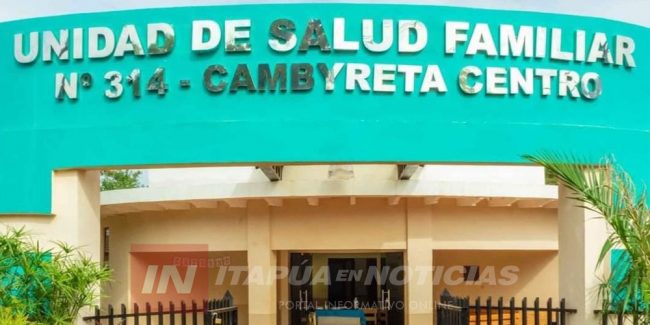 UNIDAD DE SALUD FAMILIAR
Nº 314 - CAMBYRETA CENTRO
IN ITAPUA EN NOTICIAS
PORTAL INFORMATIVO ONLINE